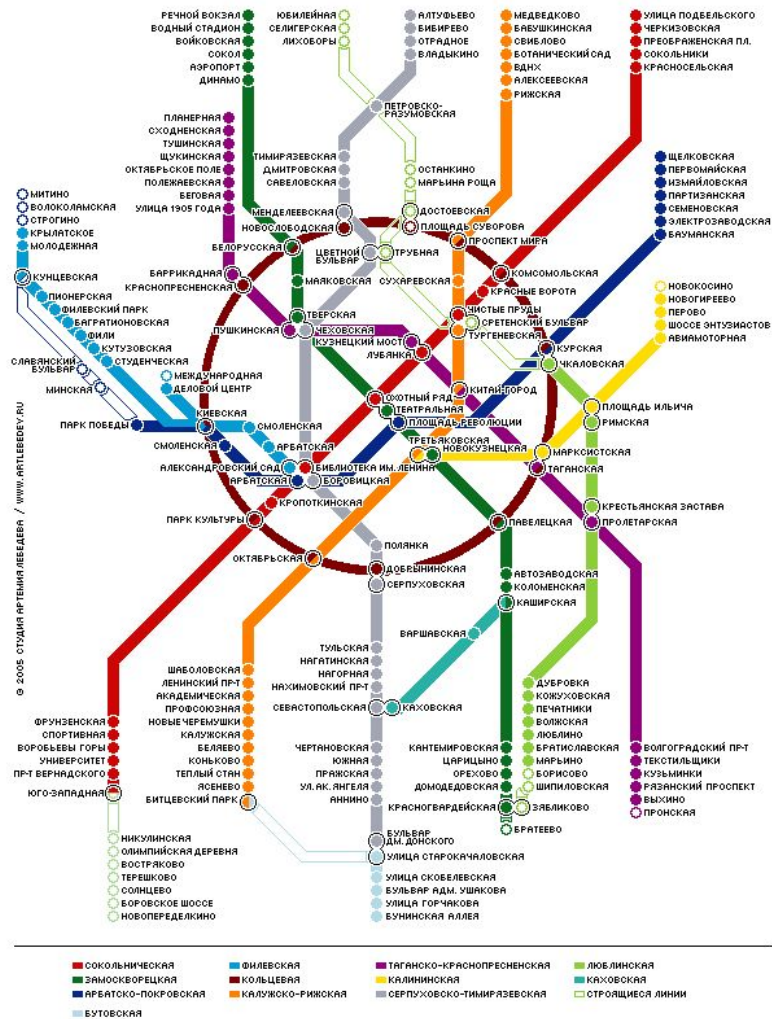 РЕЧНОЙ ВОКЗАЛ
ВОДНЫЙ СТАДИОН
ВОЙКОВСКАЯ
СОКОЛ
АЭРОПОРТ
ДИНАМО
ЮБИЛЕЙНАЯ
СЕЛИГЕРСКАЯ
ЛИХОБОРЫ
АЛТУФЬЕВО
БИБИРЕВО
ОТРАДНОЕ
ВЛАДЫКИНО
МЕДВЕДКОВО
БАБУШКИНСКАЯ
СВИБЛОВО
БОТАНИЧЕСКИЙ САД
ВДНХ
АЛЕКСЕЕВСКАЯ
РИЖСКАЯ
УЛИЦА ПОДБЕЛЬСКОГО
ЧЕРКИЗОВСКАЯ
ПРЕОБРАЖЕНСКАЯ ПЛ.
СОКОЛЬНИКИ
КРАСНОСЕЛЬСКАЯ
ПЕТРОВСКО-
РАЗУМОВСКАЯ
ПЛАНЕРНАЯ
СХОДНЕНСКАЯ
ТУШИНСКАЯ
ЩУКИНСКАЯ
ОКТЯБРЬСКОЕ ПОЛЕ
ПОЛЕЖАЕВСКАЯ
БЕГОВАЯ
УЛИЦА 1905 ГОДА
ТИМИРЯЗЕВСКАЯ
ДМИТРОВСКАЯ
САВЕЛОВСКАЯ
ОСТАНКИНО
МАРЬИНА РОЩА
ЩЕЛКОВСКАЯ
ПЕРВОМАЙСКАЯ
ИЗМАЙЛОВСКАЯ
ПАРТИЗАНСКАЯ
СЕМЕНОВСКАЯ
ЭЛЕКТРОЗАВОДСКАЯ
БАУМАНСКАЯ
МИТИНО
ВОЛОКОЛАМСКАЯ
СТРОГИНО
КРЫЛАТСКОЕ
МОЛОДЕЖНАЯ
МЕНДЕЛЕЕВСКАЯ
НОВОСЛОБОДСКАЯ
ДОСТОЕВСКАЯ
ПЛОЩАДЬ СУВОРОВА
БЕЛОРУССКАЯ
ЦВЕТНОЙ
БУЛЬВАР
ТРУБНАЯ
ПРОСПЕКТ МИРА
КУНЦЕВСКАЯ
БАРРИКАДНАЯ
КРАСНОПРЕСНЕНСКАЯ
МАЯКОВСКАЯ
СУХАРЕВСКАЯ
КОМСОМОЛЬСКАЯ
КРАСНЫЕ ВОРОТА
НОВОКОСИНО
НОВОГИРЕЕВО
ПЕРОВО
ШОССЕ ЭНТУЗИАСТОВ
АВИАМОТОРНАЯ
ПИОНЕРСКАЯ
ФИЛЕВСКИЙ ПАРК
БАГРАТИОНОВСКАЯ
ФИЛИ
КУТУЗОВСКАЯ
СТУДЕНЧЕСКАЯ
ТВЕРСКАЯ
ПУШКИНСКАЯ
ЧЕХОВСКАЯ
КУЗНЕЦКИЙ МОСТ
ЛУБЯНКА
ЧИСТЫЕ ПРУДЫ
СРЕТЕНСКИЙ БУЛЬВАР
ТУРГЕНЕВСКАЯ
КУРСКАЯ
ЧКАЛОВСКАЯ
СЛАВЯНСКИЙ
БУЛЬВАР
МИНСКАЯ
МЕЖДУНАРОДНАЯ
ДЕЛОВОЙ ЦЕНТР
ПАРК ПОБЕДЫ
КИЕВСКАЯ
ОХОТНЫЙ РЯД
ТЕАТРАЛЬНАЯ
ПЛОЩАДЬ РЕВОЛЮЦИИ
КИТАЙ-ГОРОД
ПЛОЩАДЬ ИЛЬИЧА
РИМСКАЯ
СМОЛЕНСКАЯ
СМОЛЕНСКАЯ
АРБАТСКАЯ
ТРЕТЬЯКОВСКАЯ
НОВОКУЗНЕЦКАЯ
МАРКСИСТСКАЯ
ТАГАНСКАЯ
АЛЕКСАНДРОВСКИЙ САД
БИБЛИОТЕКА ИМ. ЛЕНИНА
АРБАТСКАЯ
БОРОВИЦКАЯ
КРОПОТКИНСКАЯ
ПАРК КУЛЬТУРЫ
КРЕСТЬЯНСКАЯ ЗАСТАВА
ПРОЛЕТАРСКАЯ
ПАВЕЛЕЦКАЯ
ПОЛЯНКА
ОКТЯБРЬСКАЯ
ДОБРЫНИНСКАЯ
СЕРПУХОВСКАЯ
АВТОЗАВОДСКАЯ
КОЛОМЕНСКАЯ
КАШИРСКАЯ
ВАРШАВСКАЯ
© 2005 СТУДИЯ АРТЕМИЯ ЛЕБЕДЕВА / WWW.ARTLEBEDEV.RU
ТУЛЬСКАЯ
НАГАТИНСКАЯ
НАГОРНАЯ
НАХИМОВСКИЙ ПР-Т
СЕВАСТОПОЛЬСКАЯ
КАХОВСКАЯ
ШАБОЛОВСКАЯ
ЛЕНИНСКИЙ ПР-Т
АКАДЕМИЧЕСКАЯ
ПРОФСОЮЗНАЯ
НОВЫЕ ЧЕРЕМУШКИ
КАЛУЖСКАЯ
БЕЛЯЕВО
КОНЬКОВО
ТЕПЛЫЙ СТАН
ЯСЕНЕВО
БИТЦЕВСКИЙ ПАРК
ФРУНЗЕНСКАЯ
СПОРТИВНАЯ
ВОРОБЬЕВЫ ГОРЫ
УНИВЕРСИТЕТ
ПР-Т ВЕРНАДСКОГО
ЮГО-ЗАПАДНАЯ
ЧЕРТАНОВСКАЯ
ЮЖНАЯ
ПРАЖСКАЯ
УЛ. АК. ЯНГЕЛЯ
АННИНО
КАНТЕМИРОВСКАЯ
ЦАРИЦЫНО
ОРЕХОВО
ДОМОДЕДОВСКАЯ
КРАСНОГВАРДЕЙСКАЯ
ДУБРОВКА
КОЖУХОВСКАЯ
ПЕЧАТНИКИ
ВОЛЖСКАЯ
ЛЮБЛИНО
БРАТИСЛАВСКАЯ
МАРЬИНО
БОРИСОВО
ШИПИЛОВСКАЯ
ЗЯБЛИКОВО
БРАТЕЕВО
ВОЛГОГРАДСКИЙ ПР-Т
ТЕКСТИЛЬЩИКИ
КУЗЬМИНКИ
РЯЗАНСКИЙ ПРОСПЕКТ
ВЫХИНО
ПРОНСКАЯ
НИКУЛИНСКАЯ
ОЛИМПИЙСКАЯ ДЕРЕВНЯ
ВОСТРЯКОВО
ТЕРЕШКОВО
СОЛНЦЕВО
БОРОВСКОЕ ШОССЕ
НОВОПЕРЕДЕЛКИНО
БУЛЬВАР
ДМ. ДОНСКОГО
УЛИЦА СТАРОКАЧАЛОВСКАЯ
УЛИЦА СКОБЕЛЕВСКАЯ
БУЛЬВАР АДМ. УШАКОВА
УЛИЦА ГОРЧАКОВА
БУНИНСКАЯ АЛЛЕЯ
СОКОЛЬНИЧЕСКАЯ
ЗАМОСКВОРЕЦКАЯ
АРБАТСКО-ПОКРОВСКАЯ
БУТОВСКАЯ
ФИЛЕВСКАЯ
КОЛЬЦЕВАЯ
КАЛУЖСКО-РИЖСКАЯ
ТАГАНСКО-КРАСНОПРЕСНЕНСКАЯ
КАЛИНИНСКАЯ
СЕРПУХОВСКО-ТИМИРЯЗЕВСКАЯ
ЛЮБЛИНСКАЯ
КАХОВСКАЯ
СТРОЯЩИЕСЯ ЛИНИИ